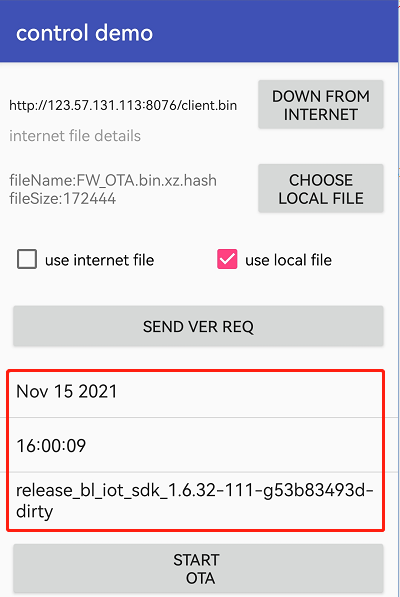 control demo
http://123.57.131.113:8076/client.bin
DOWN FROM
INTERNET
internet file details
fileName:FW_OTA.bin.xz.hash
fileSize:172444
CHOOSE
LOCAL FILE
use internet file
use local file
SEND VER REQ
Nov 15 2021
16:00:09
release_bl_iot_sdk_1.6.32-111-g53b83493d-
dirty
START
OTA